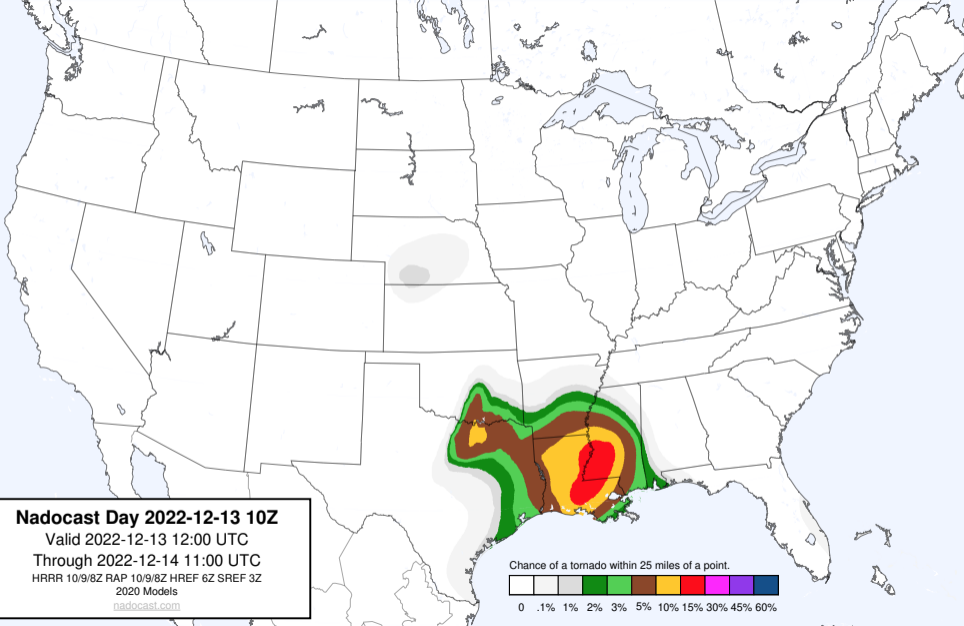 Nadocast Day 2022-12-13 10Z
Valid 2022-12-13 12:00 UTC
Through 2022-12-14 11:00 UTC
HRRR 10/9/8Z RAP 10/9/8Z HREF 6Z SREF 3Z
2020 Models
nadocast.com
Chance of a tornado within 25 miles of a point.
0 .1% 1% 2% 3% 5% 10% 15% 30% 45% 60%